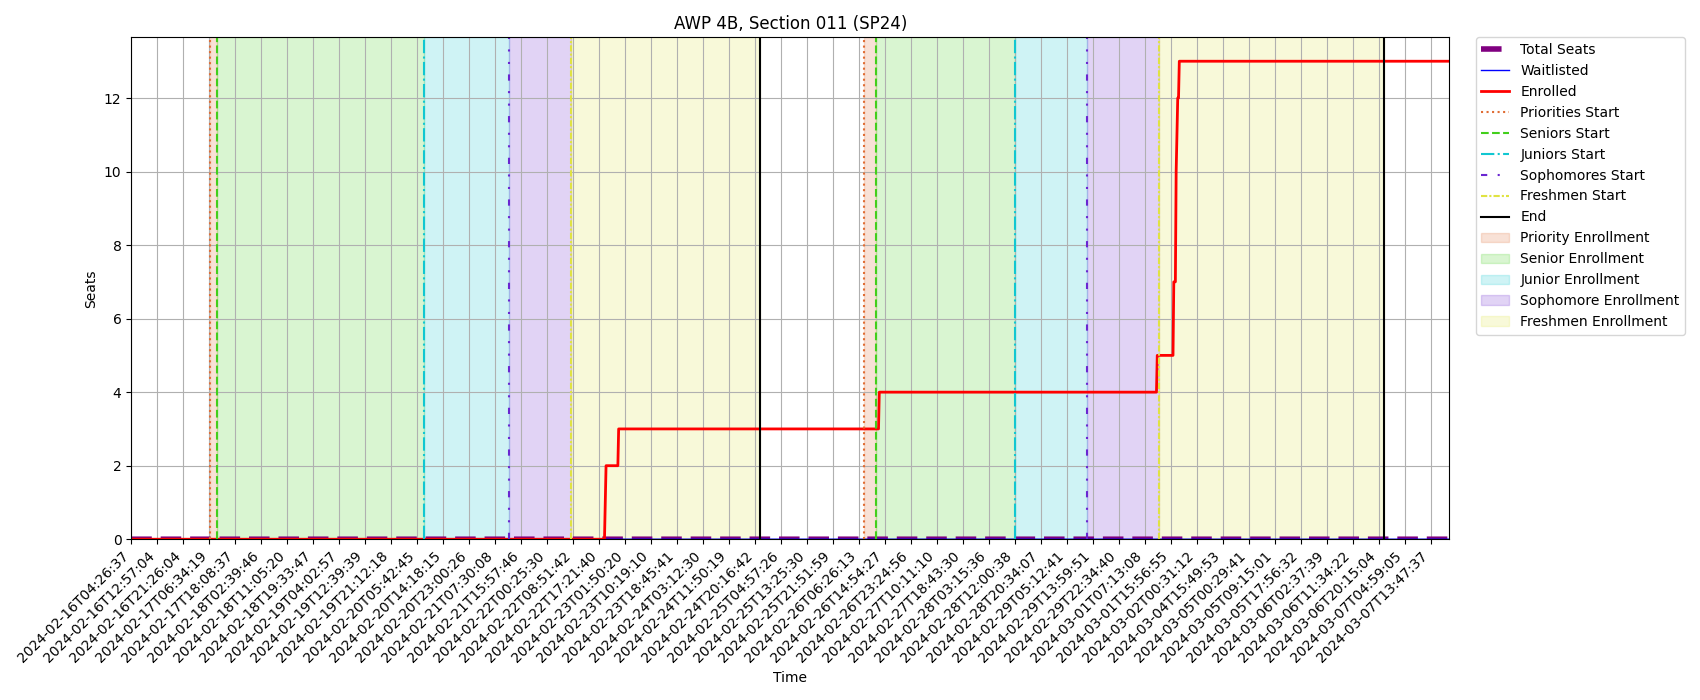 AWP 4B, Section 011 (SP24)
Seats
12
10
8
6
4
2
0
2024-02-16T04:26:37
2024-02-16T12:57:04
2024-02-16T21:26:04
2024-02-17T06:34:19
2024-02-17T18:08:37
2024-02-18T02:39:46
2024-02-18T11:05:20
2024-02-18T19:33:47
2024-02-19T04:02:57
2024-02-19T12:39:39
2024-02-19T21:12:18
2024-02-20T05:42:45
2024-02-20T14:18:15
2024-02-20T23:00:26
2024-02-21T07:30:08
2024-02-21T15:57:46
2024-02-22T00:25:30
2024-02-22T08:51:42
2024-02-22T17:21:40
2024-02-23T01:50:20
2024-02-23T10:19:10
2024-02-23T18:45:41
2024-02-24T03:12:30
2024-02-24T11:50:19
2024-02-24T20:16:42
2024-02-25T04:57:26
2024-02-25T13:25:30
2024-02-25T21:51:59
2024-02-26T06:26:13
2024-02-26T14:54:27
2024-02-26T23:24:56
2024-02-27T10:11:10
2024-02-27T18:43:30
2024-02-28T03:15:36
2024-02-28T12:00:38
2024-02-28T20:34:07
2024-02-29T05:12:41
2024-02-29T13:59:51
2024-02-29T22:34:40
2024-03-01T07:13:08
2024-03-01T15:56:55
2024-03-02T00:31:12
2024-03-04T15:49:53
2024-03-05T00:29:41
2024-03-05T09:15:01
2024-03-05T17:56:32
2024-03-06T02:37:39
2024-03-06T11:34:22
2024-03-06T20:15:04
2024-03-07T04:59:05
2024-03-07T13:47:37
Time
Total Seats
Waitlisted
Enrolled
Priorities Start
Seniors Start
Juniors Start
Sophomores Start
Freshmen Start
End
Priority Enrollment
Senior Enrollment
Junior Enrollment
Sophomore Enrollment
Freshmen Enrollment